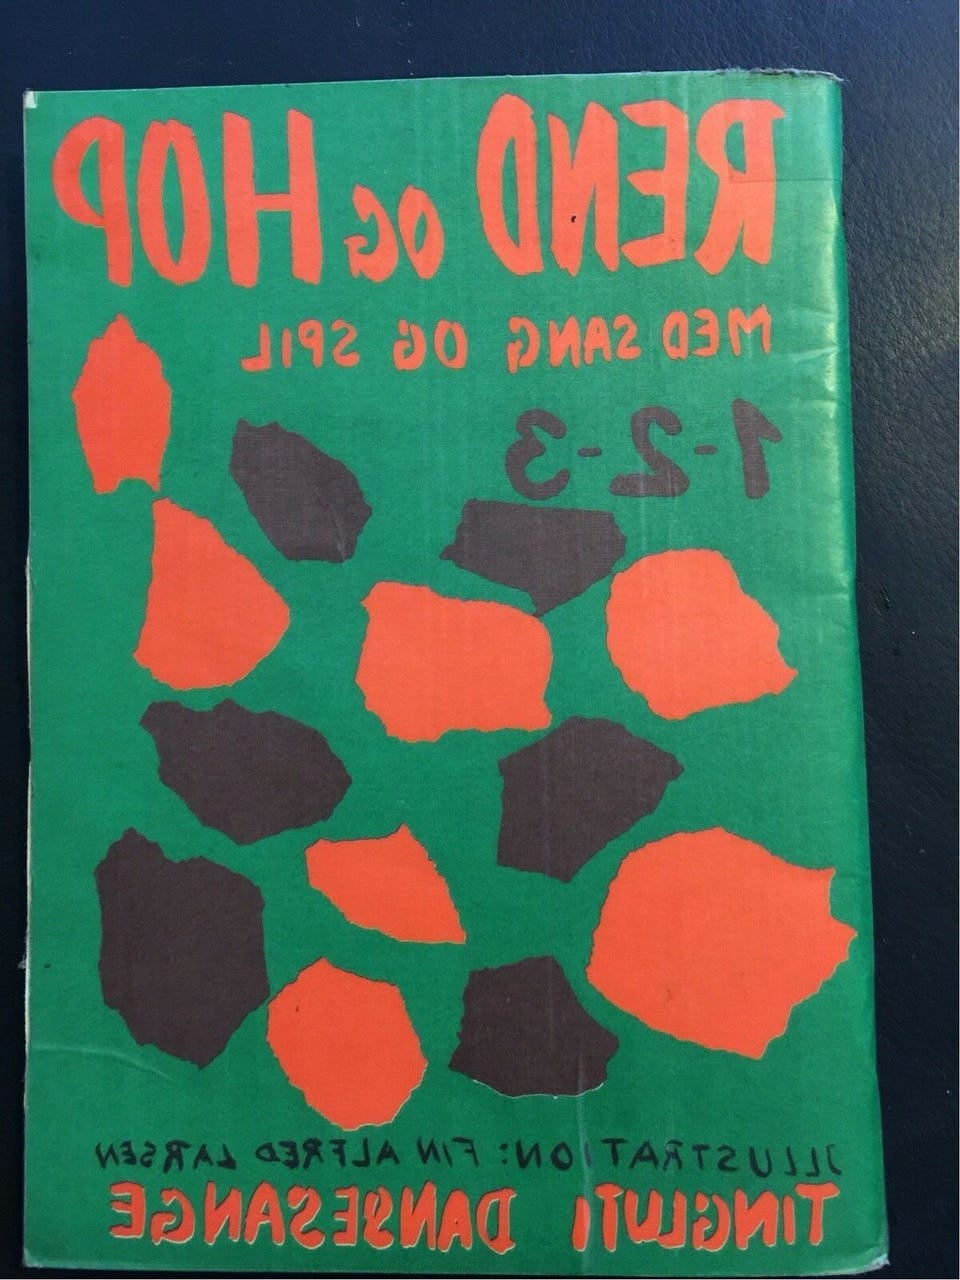 REND OG HOP
MED SANG OG SPIL
1-2-3
ILLUSTRATION: FIN ALFRED LARSEN
TINGLUTI DANSESANGE